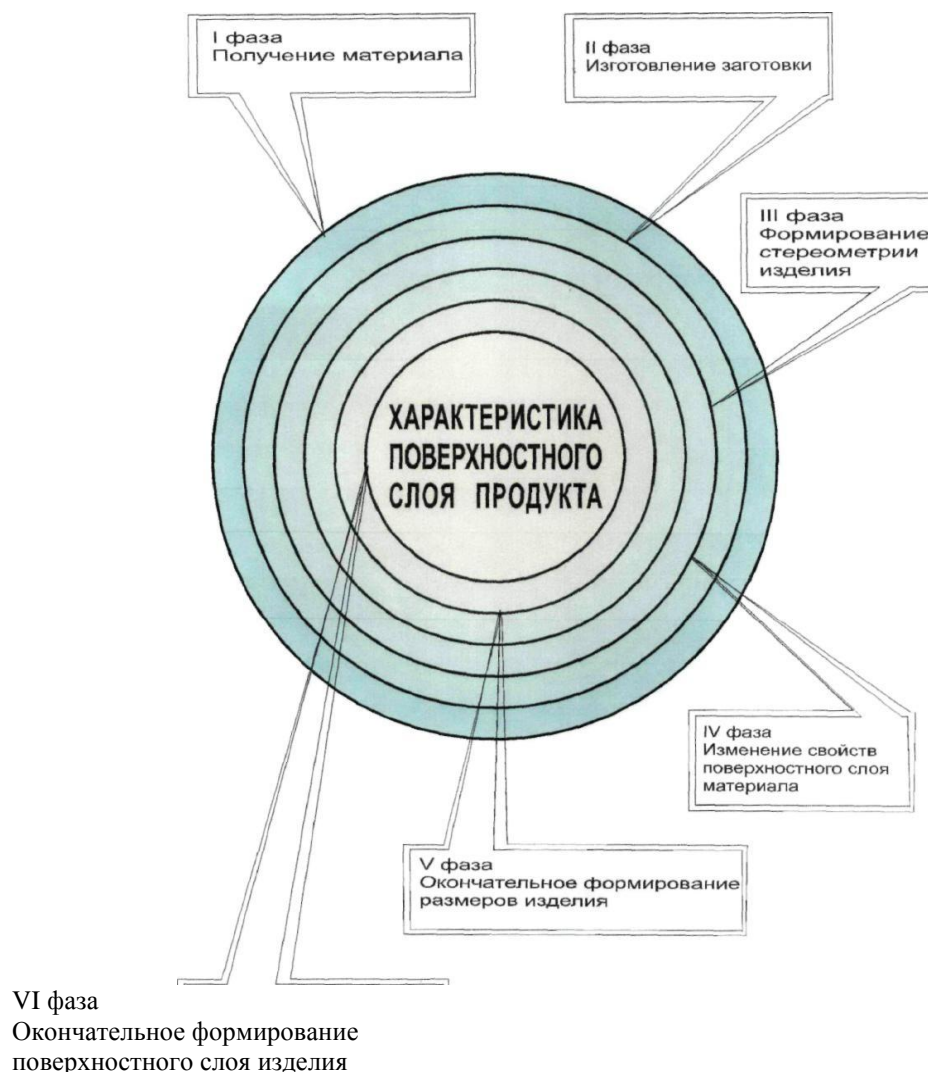 I фаза
Получение материала
II фаза
Изготовление заготовки
III фаза
Формирование
стереометрии
изделия
ХАРАКТЕРИСТИКА
ПОВЕРХНОСТНОГО
СЛОЯ ПРОДУКТА
IV фаза
Изменение свойств
поверхностного слоя
материала
V фаза
Окончательное формирование
размеров изделия
VI фаза
Окончательное формирование
поверхностного слоя изделия